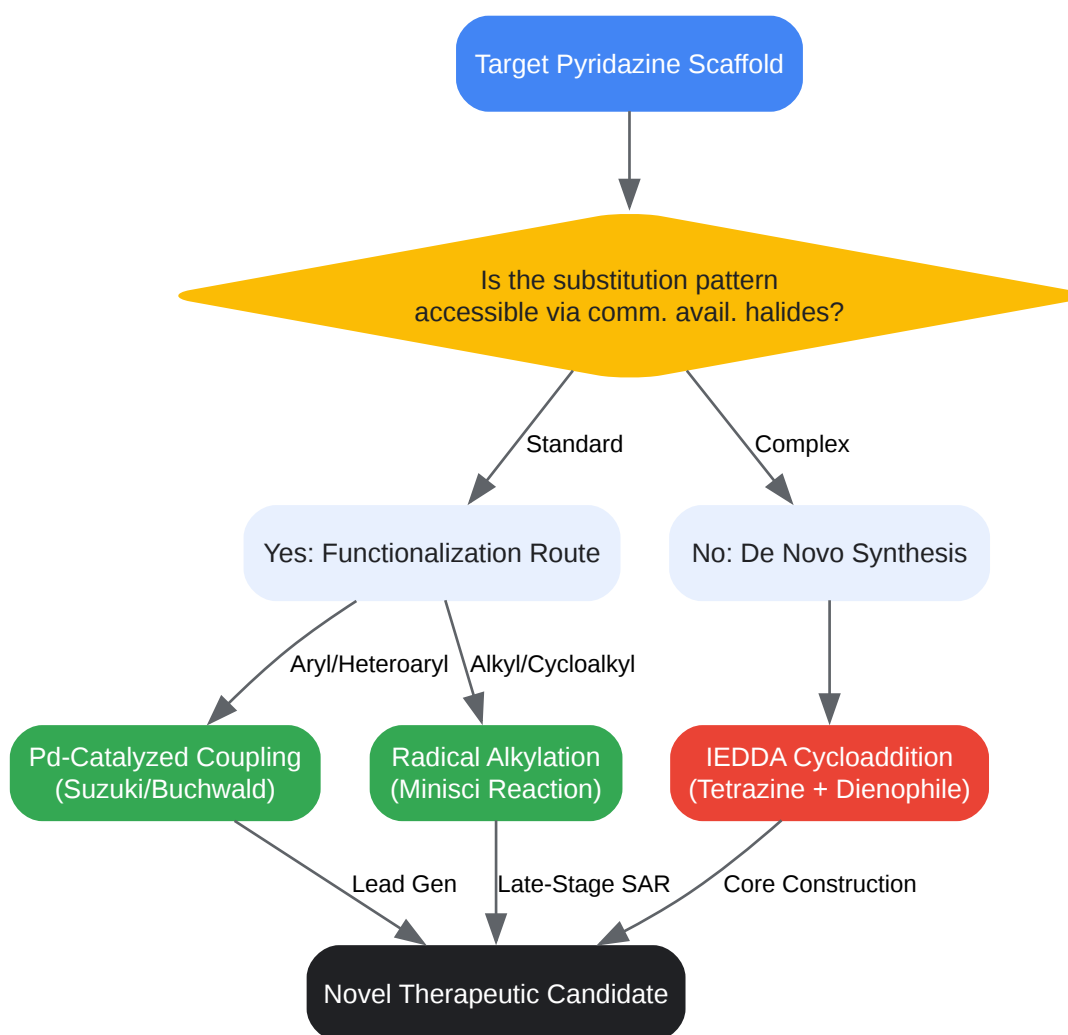 Target Pyridazine Scaffold
Is the substitution pattern
accessible via comm. avail. halides?
Standard
Complex
Yes: Functionalization Route
No: De Novo Synthesis
Aryl/Heteroaryl
Alkyl/Cycloalkyl
Pd-Catalyzed Coupling
(Suzuki/Buchwald)
Radical Alkylation
(Minisci Reaction)
IEDDA Cycloaddition
(Tetrazine + Dienophile)
Lead Gen
Late-Stage SAR
Core Construction
Novel Therapeutic Candidate